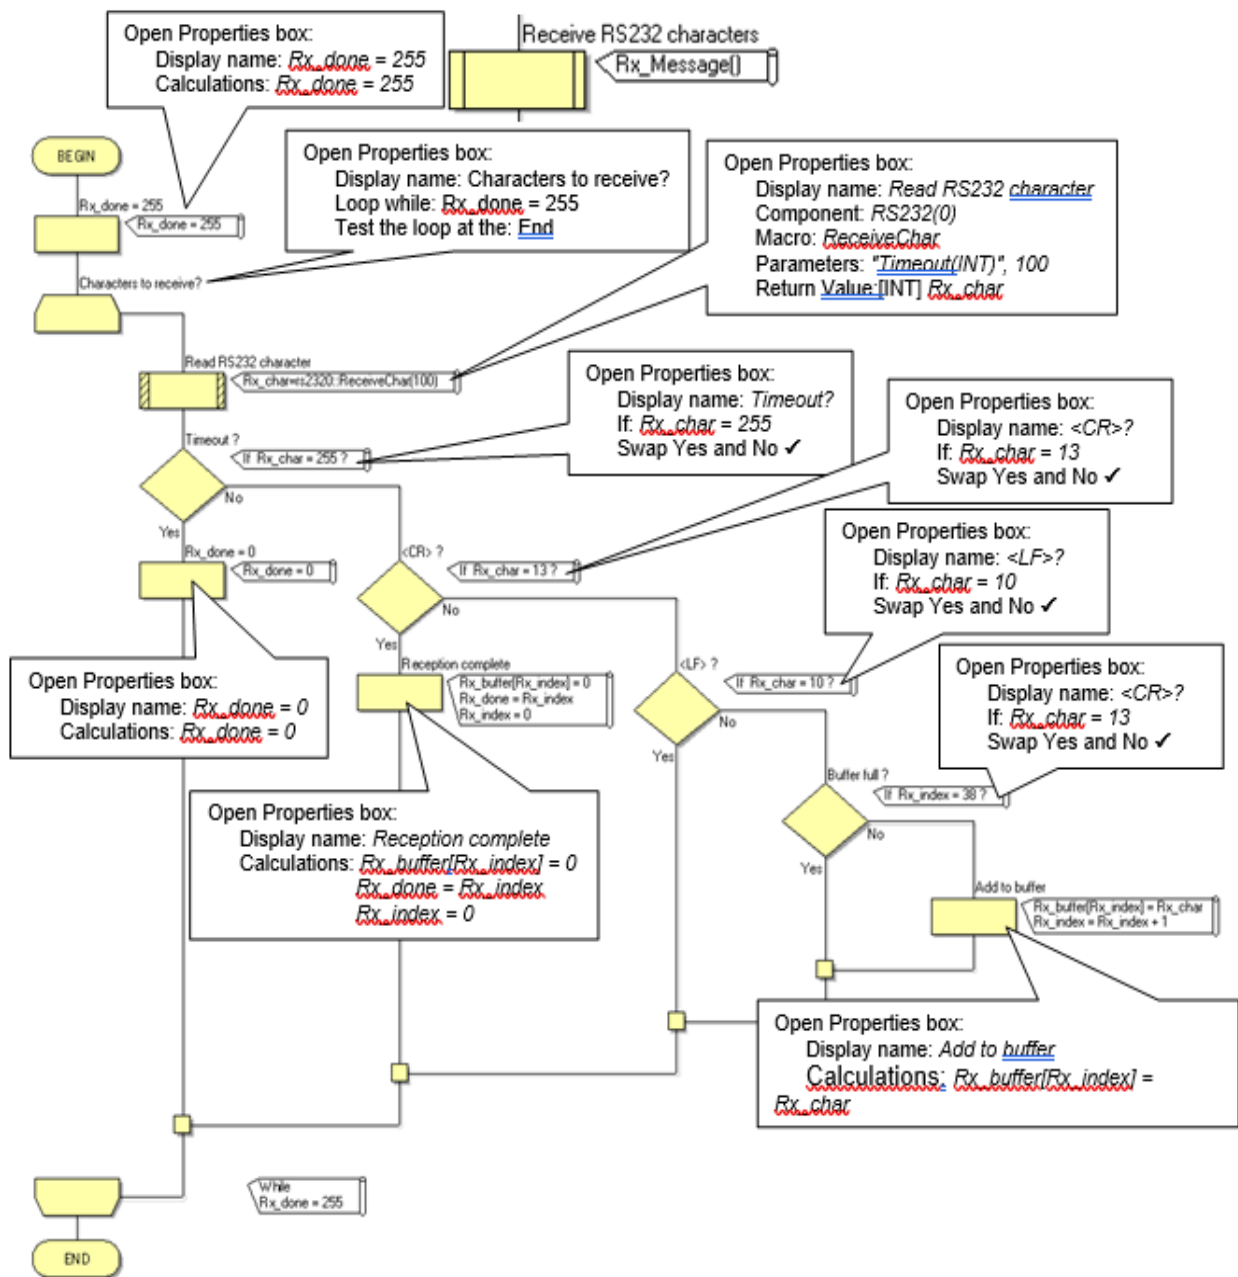 Open Properties box:
Display name: Rx_done = 255
Calculations: Rx_done = 255
Receive RS232 characters
Rx_Message()
BEGIN
Rx_done = 255
Rx_done = 255
Open Properties box:
Display name: Characters to receive?
Loop while: Rx_done = 255
Test the loop at the: End
Open Properties box:
Display name: Read RS232 character
Component: RS232(0)
Macro: ReceiveChar
Parameters: "Timeout(INT)", 100
Return Value:[INT] Rx_char
Characters to receive?
Read RS232 character
Rx_char=rs2320::ReceiveChar(100)
Open Properties box:
Display name: Timeout?
If: Rx_char = 255
Swap Yes and No ✓
Open Properties box:
Display name: <CR>?
If: Rx_char = 13
Swap Yes and No ✓
Timeout ?
If Rx_char = 255 ?
No
Yes
Rx_done = 0
Rx_done = 0
<CR> ?
If Rx_char = 13 ?
No
Yes
Open Properties box:
Display name: <LF>?
If: Rx_char = 10
Swap Yes and No ✓
Open Properties box:
Display name: Rx_done = 0
Calculations: Rx_done = 0
Reception complete
Rx_buffer[Rx_index] = 0
Rx_done = Rx_index
Rx_index = 0
<LF> ?
If Rx_char = 10 ?
No
Yes
Open Properties box:
Display name: <CR>?
If: Rx_char = 13
Swap Yes and No ✓
Buffer full ?
If Rx_index = 38 ?
No
Yes
Open Properties box:
Display name: Reception complete
Calculations: Rx_buffer[Rx_index] = 0
Rx_done = Rx_index
Rx_index = 0
Add to buffer
Rx_buffer[Rx_index] = Rx_char
Rx_index = Rx_index + 1
Open Properties box:
Display name: Add to buffer
Calculations: Rx_buffer[Rx_index] =
Rx_char
While
Rx_done = 255
END